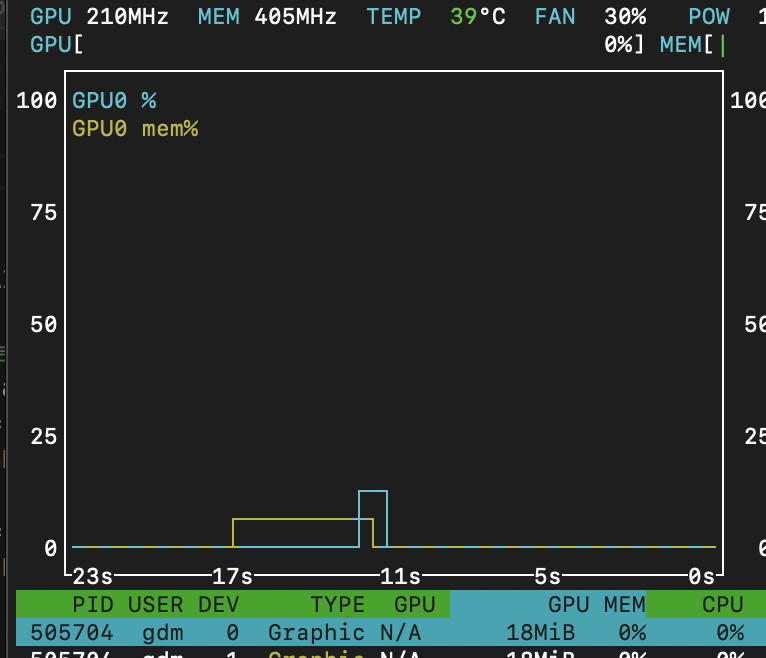 GPU 210MHz MEM 405MHz TEMP 39°C FAN 30% POW 1
GPU[ 0%] MEM[|
GPU0 %
GPU0 mem%
100 100
75 75
50 50
25 25
0 0
23s 17s 11s 5s 0s
PID USER DEV TYPE GPU GPU MEM CPU
505704 gdm 0 Graphic N/A 18MiB 0% 0%
505704 gdm 1 Graphic N/A 18MiB 0% 0%